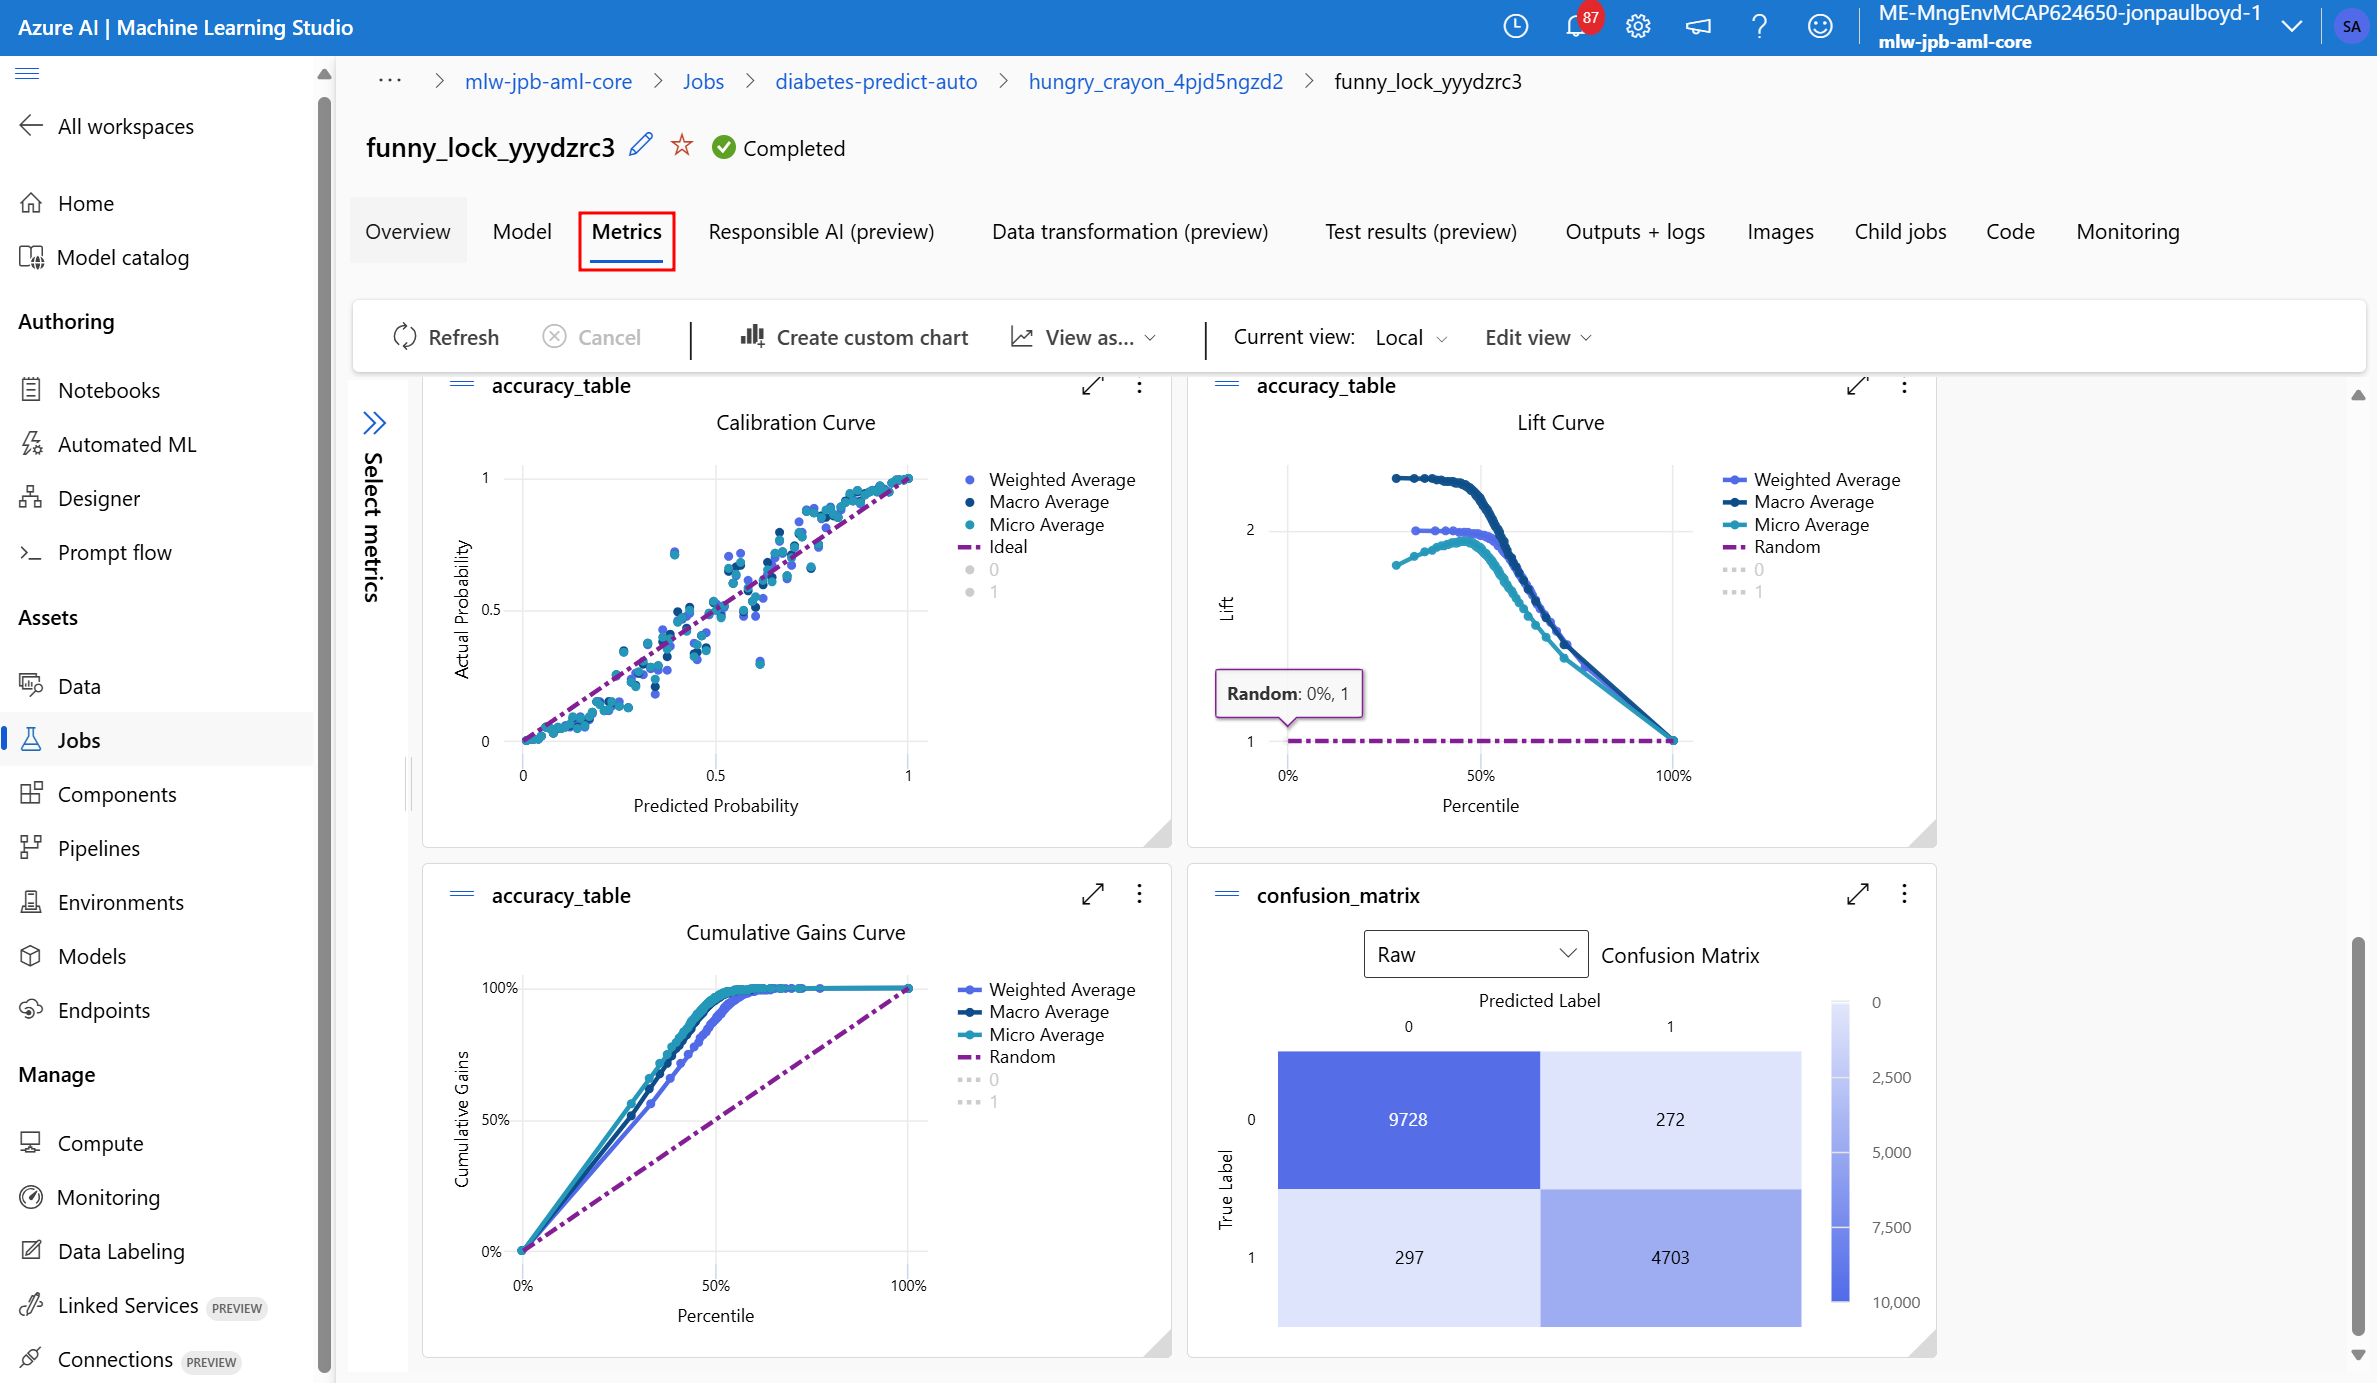 Azure AI | Machine Learning Studio
87
ME-MngEnvMCAP624650-jonpaulboyd-1
mlw-jpb-aml-core
SA
All workspaces
Home
Model catalog
Authoring
Notebooks
Automated ML
Designer
Prompt flow
Assets
Data
Jobs
Components
Pipelines
Environments
Models
Endpoints
Manage
Compute
Monitoring
Data Labeling
Linked Services PREVIEW
Connections PREVIEW
··· > mlw-jpb-aml-core > Jobs > diabetes-predict-auto > hungry_crayon_4pjd5ngzd2 > funny_lock_yyydzrc3
funny_lock_yyydzrc3 Completed
Overview Model Metrics Responsible AI (preview) Data transformation (preview) Test results (preview) Outputs + logs Images Child jobs Code Monitoring
Refresh Cancel Create custom chart View as... Current view: Local Edit view
Select metrics
accuracy_table
Calibration Curve
1
0.5
0
Actual Probability
0 0.5 1
Predicted Probability
Weighted Average
Macro Average
Micro Average
Ideal
0
1
accuracy_table
Lift Curve
2
1
Lift
Random: 0%, 1
0% 50% 100%
Percentile
Weighted Average
Macro Average
Micro Average
Random
0
1
accuracy_table
Cumulative Gains Curve
100%
50%
0%
Cumulative Gains
0% 50% 100%
Percentile
Weighted Average
Macro Average
Micro Average
Random
0
1
confusion_matrix
Raw Confusion Matrix
Predicted Label
0 1
True Label
0 9728 272
1 297 4703
0
2,500
5,000
7,500
10,000